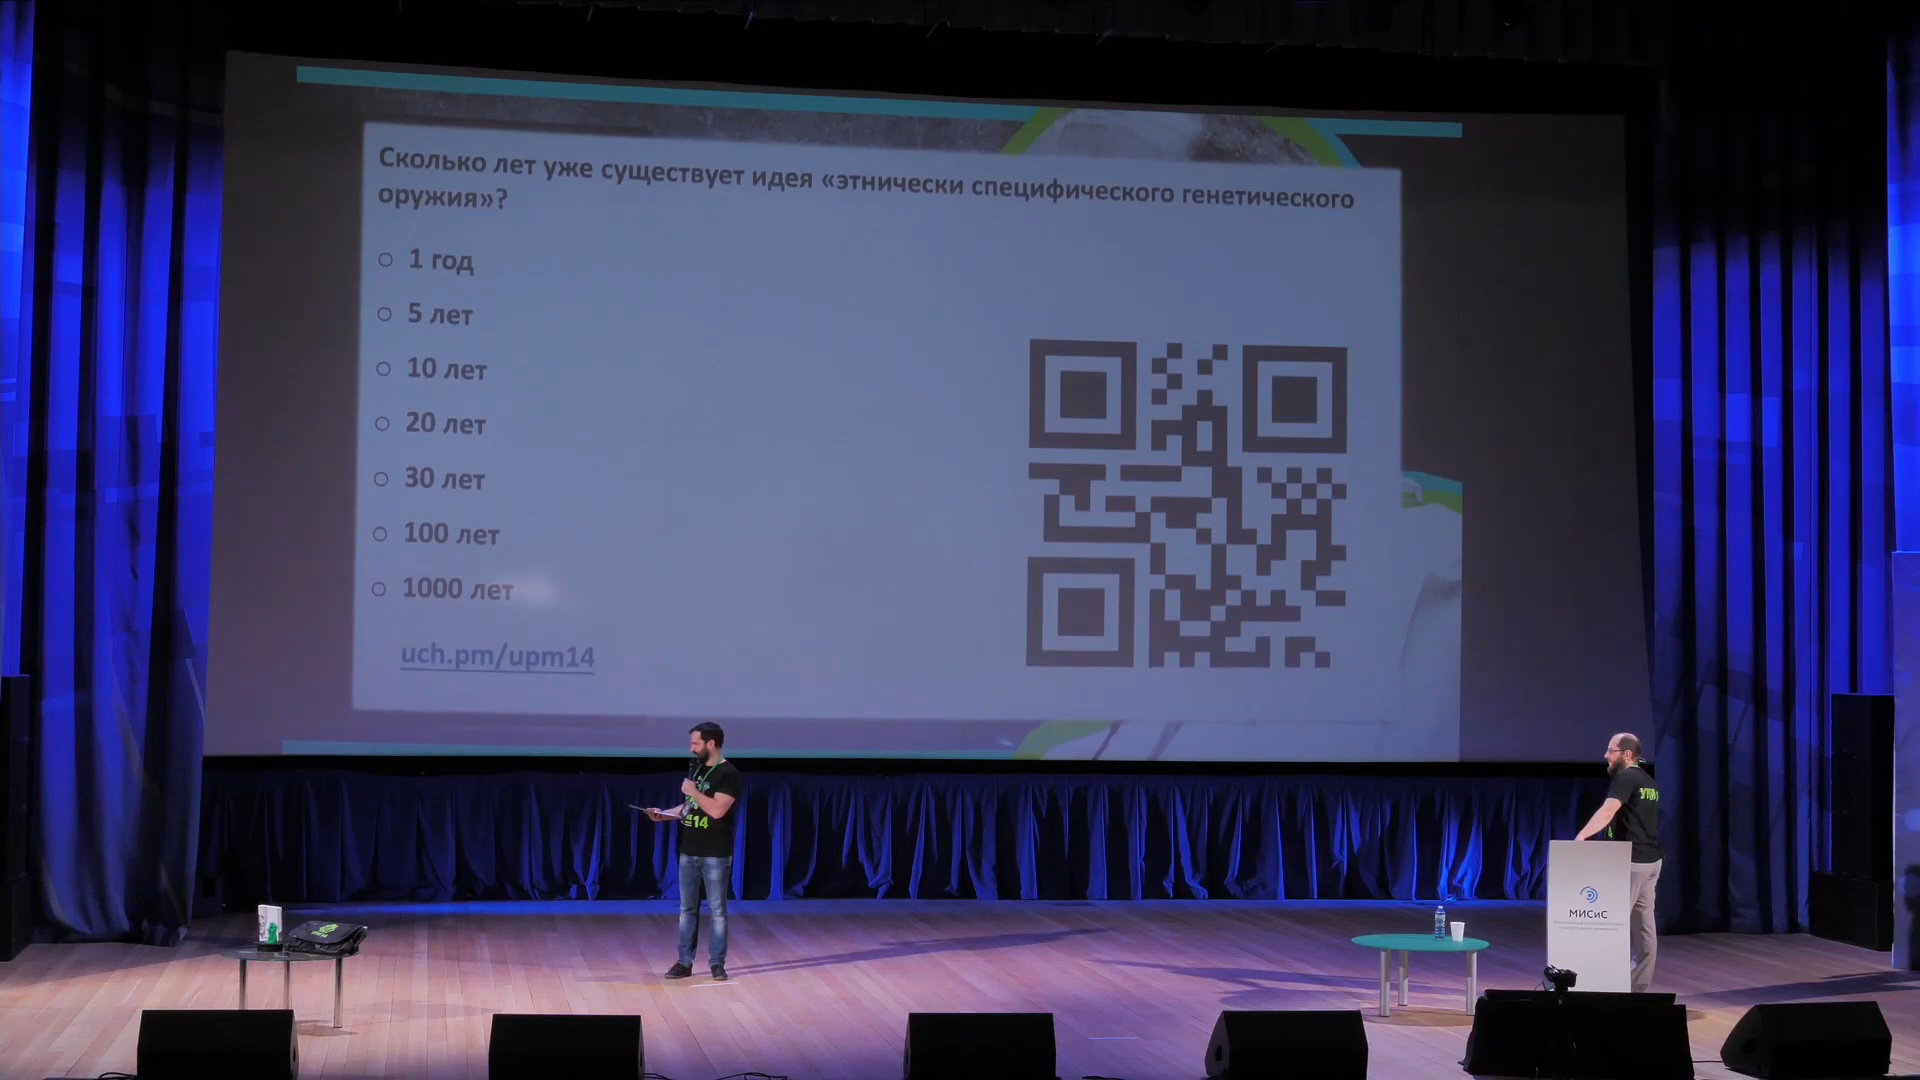 Сколько лет уже существует идея «этнически специфического генетического
оружия»?
1 год
5 лет
10 лет
20 лет
30 лет
100 лет
1000 лет
uch.pm/upm14
14
МИСиС